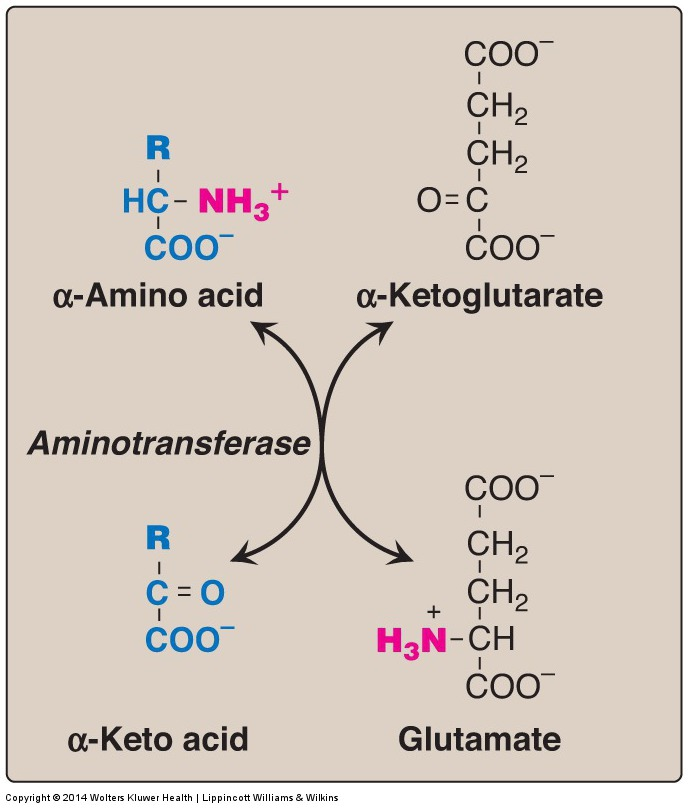 R
HC – NH₃⁺
COO⁻
α-Amino acid
COO⁻
CH₂
CH₂
O=C
COO⁻
α-Ketoglutarate
Aminotransferase
R
C = O
COO⁻
α-Keto acid
COO⁻
CH₂
CH₂
+
H₃N–CH
COO⁻
Glutamate
Copyright © 2014 Wolters Kluwer Health | Lippincott Williams & Wilkins